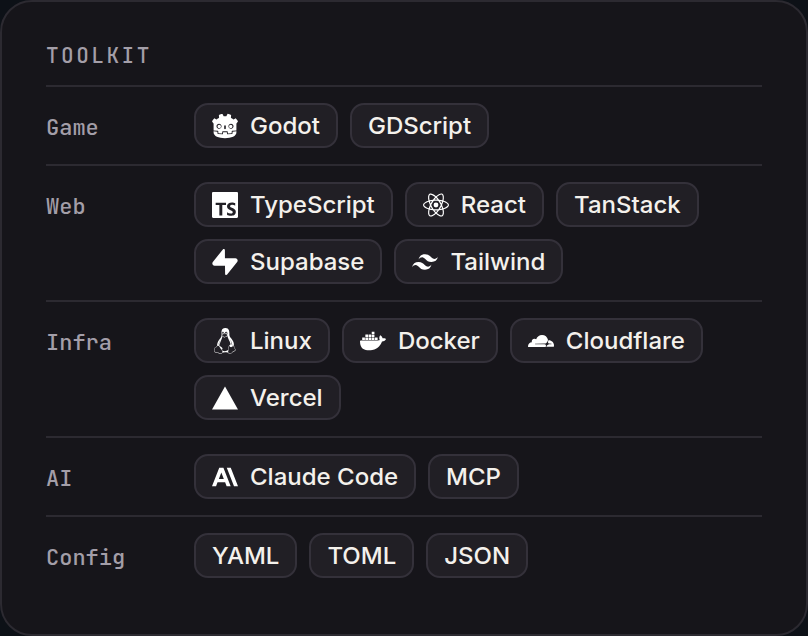 TOOLKIT
Game Godot GDScript
Web TypeScript React TanStack
Supabase Tailwind
Infra Linux Docker Cloudflare
Vercel
AI Claude Code MCP
Config YAML TOML JSON